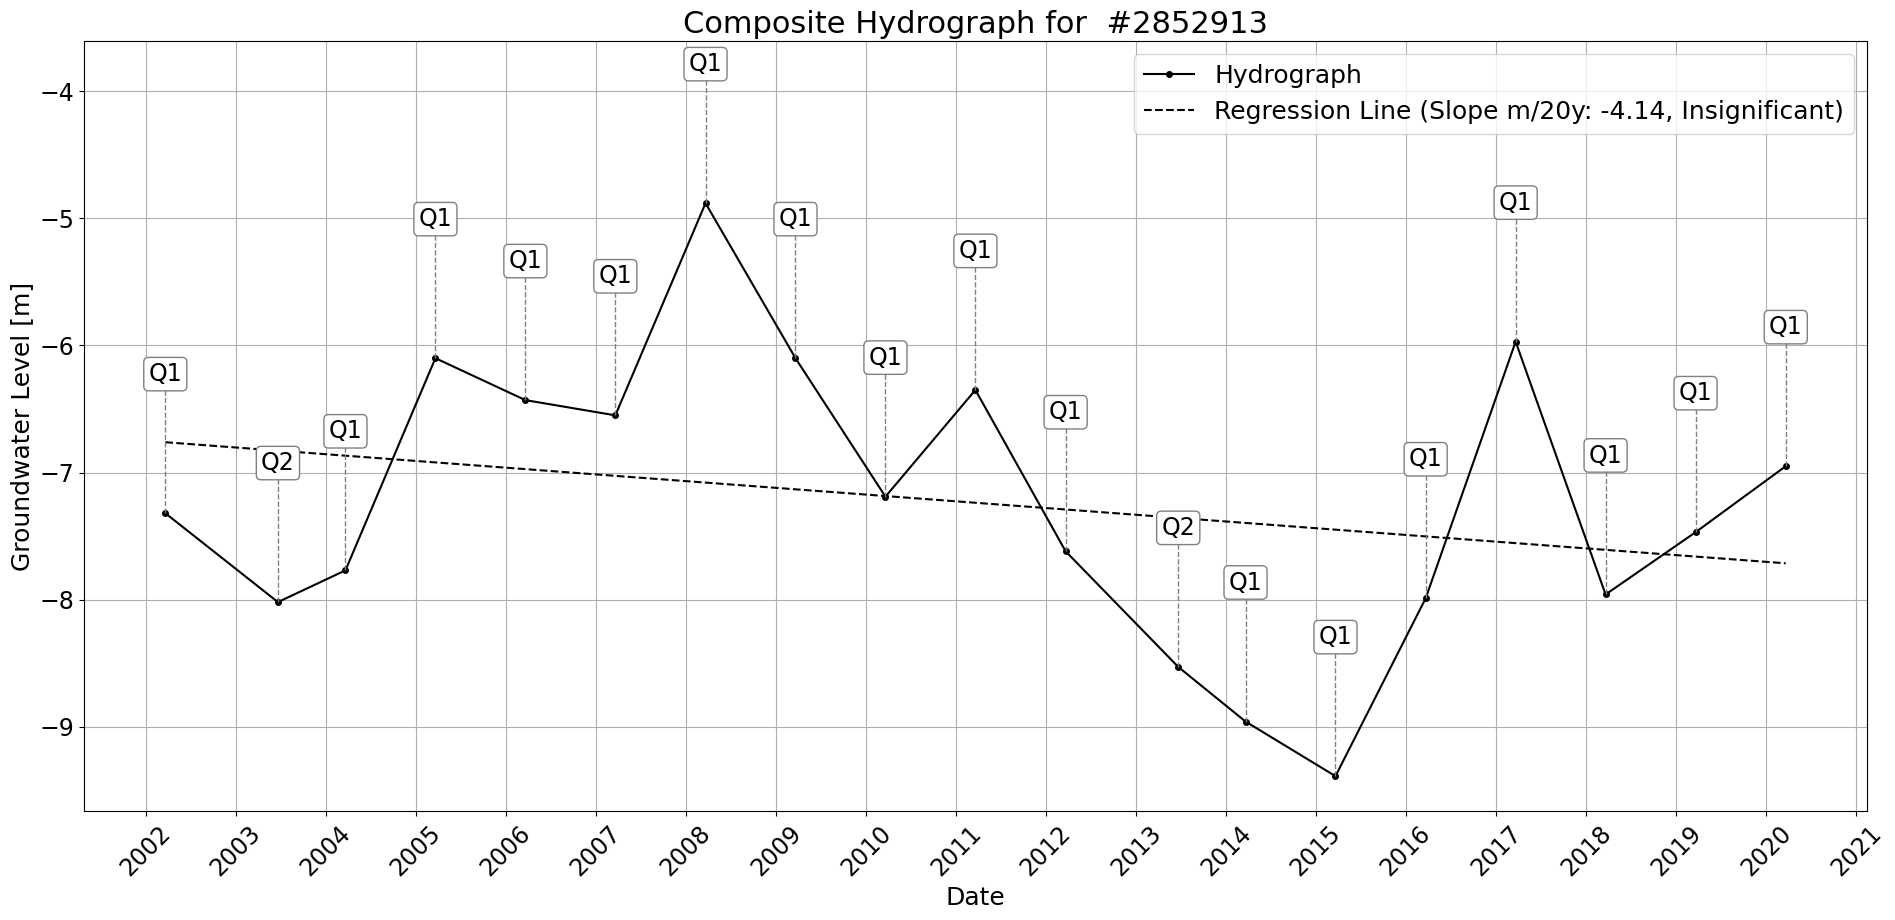 Composite Hydrograph for  #2852913
Hydrograph
Regression Line (Slope m/20y: -4.14, Insignificant)
Groundwater Level [m]
−4
−5
−6
−7
−8
−9
Q1
Q2
Q1
Q1
Q1
Q1
Q1
Q1
Q1
Q1
Q1
Q2
Q1
Q1
Q1
Q1
Q1
Q1
Q1
2002
2003
2004
2005
2006
2007
2008
2009
2010
2011
2012
2013
2014
2015
2016
2017
2018
2019
2020
2021
Date